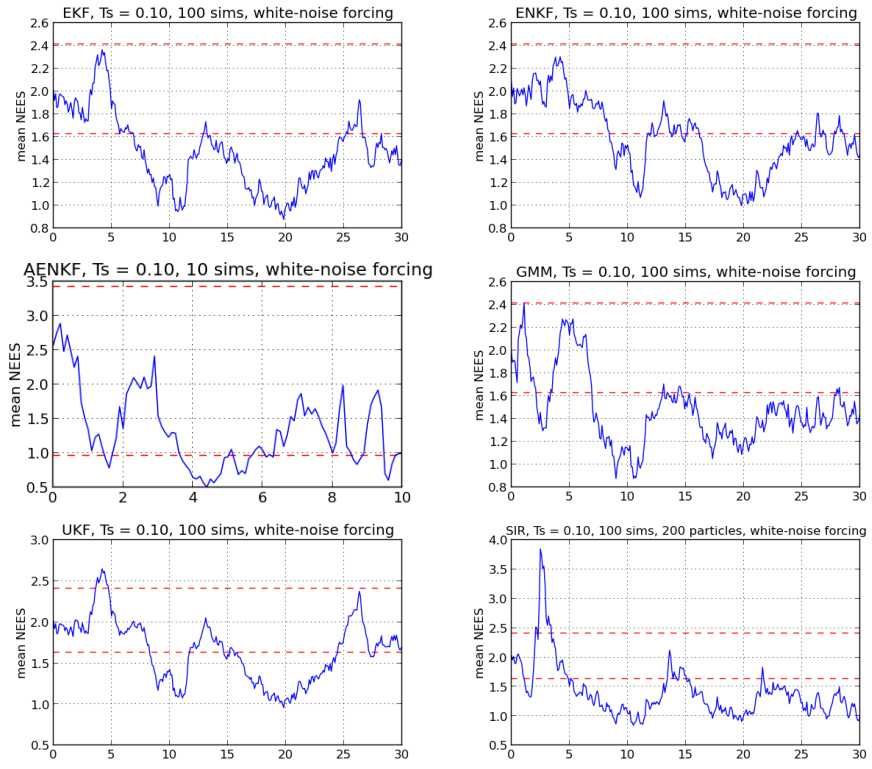 EKF, Ts = 0.10, 100 sims, white-noise forcing
mean NEES
2.6
2.4
2.2
2.0
1.8
1.6
1.4
1.2
1.0
0.8
0 5 10 15 20 25 30
ENKF, Ts = 0.10, 100 sims, white-noise forcing
mean NEES
2.6
2.4
2.2
2.0
1.8
1.6
1.4
1.2
1.0
0.8
0 5 10 15 20 25 30
AENKF, Ts = 0.10, 10 sims, white-noise forcing
mean NEES
3.5
3.0
2.5
2.0
1.5
1.0
0.5
0 2 4 6 8 10
GMM, Ts = 0.10, 100 sims, white-noise forcing
mean NEES
2.6
2.4
2.2
2.0
1.8
1.6
1.4
1.2
1.0
0.8
0 5 10 15 20 25 30
UKF, Ts = 0.10, 100 sims, white-noise forcing
mean NEES
3.0
2.5
2.0
1.5
1.0
0.5
0 5 10 15 20 25 30
SIR, Ts = 0.10, 100 sims, 200 particles, white-noise forcing
mean NEES
4.0
3.5
3.0
2.5
2.0
1.5
1.0
0.5
0 5 10 15 20 25 30